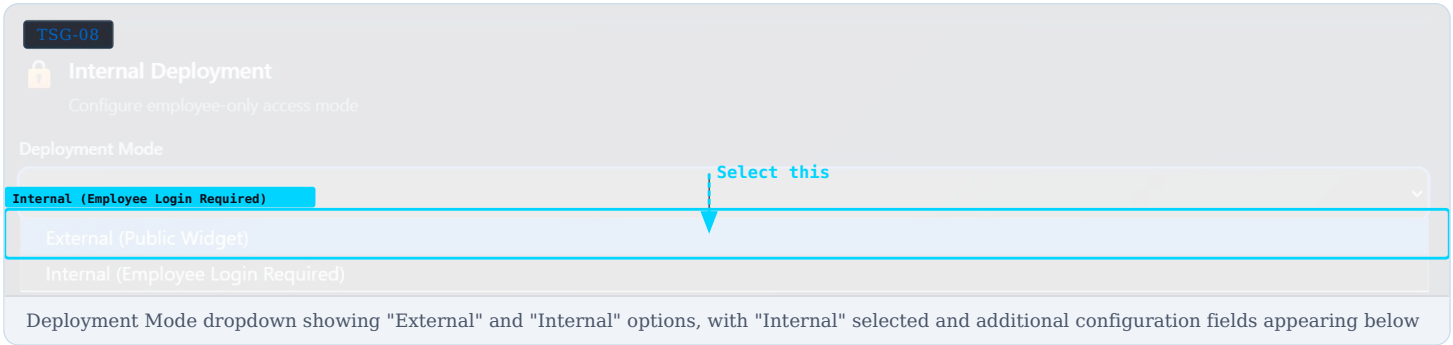 TSG-08
Internal Deployment
Configure employee-only access mode
Deployment Mode
Select this
Internal (Employee Login Required)
External (Public Widget)
Internal (Employee Login Required)
Deployment Mode dropdown showing "External" and "Internal" options, with "Internal" selected and additional configuration fields appearing below